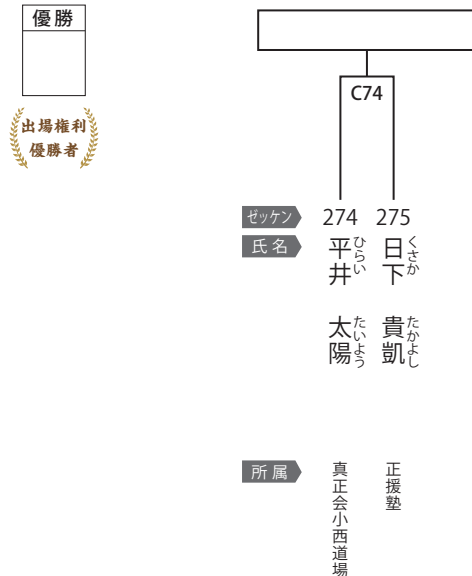 優勝
出場権利
優勝者
C74
ゼッケン
274 275
氏名
平井 太陽
ひらい たいよう
日下 貴凱
くさか たかよし
所属
真正会小西道場
正援塾